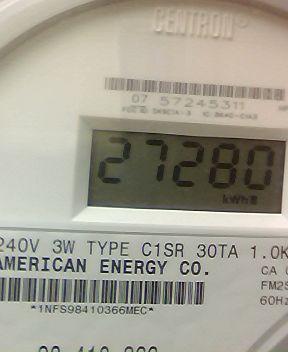 CENTRON®
07 57245311
27280
kWh
240V 3W TYPE C1SR 30TA 1.0K
AMERICAN ENERGY CO.
CA
FM2S
60Hz
*1NFS98410366MEC*